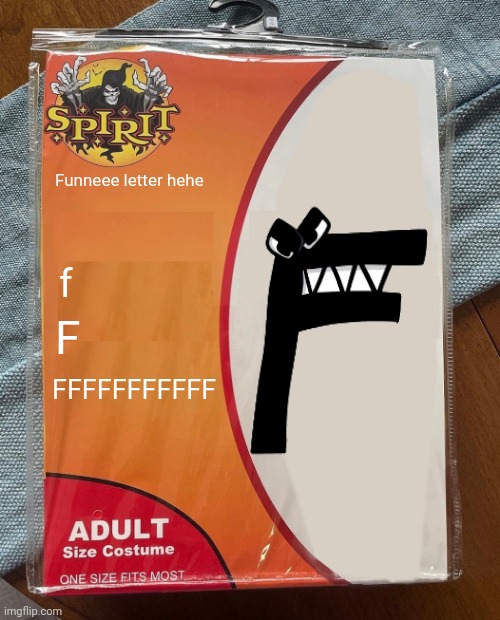 SPIRIT
Funneee letter hehe
f
F
FFFFFFFFFFF
ADULT
Size Costume
ONE SIZE FITS MOST
imgflip.com